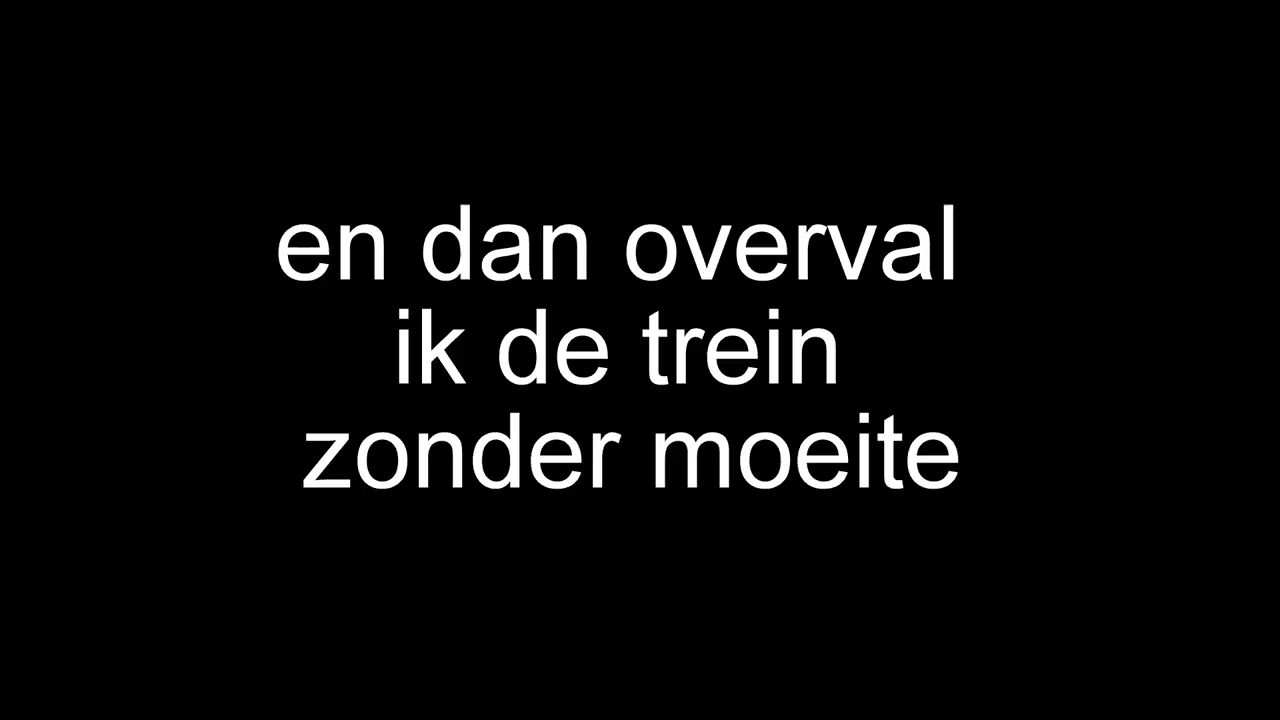 en dan overval
ik de trein
zonder moeite